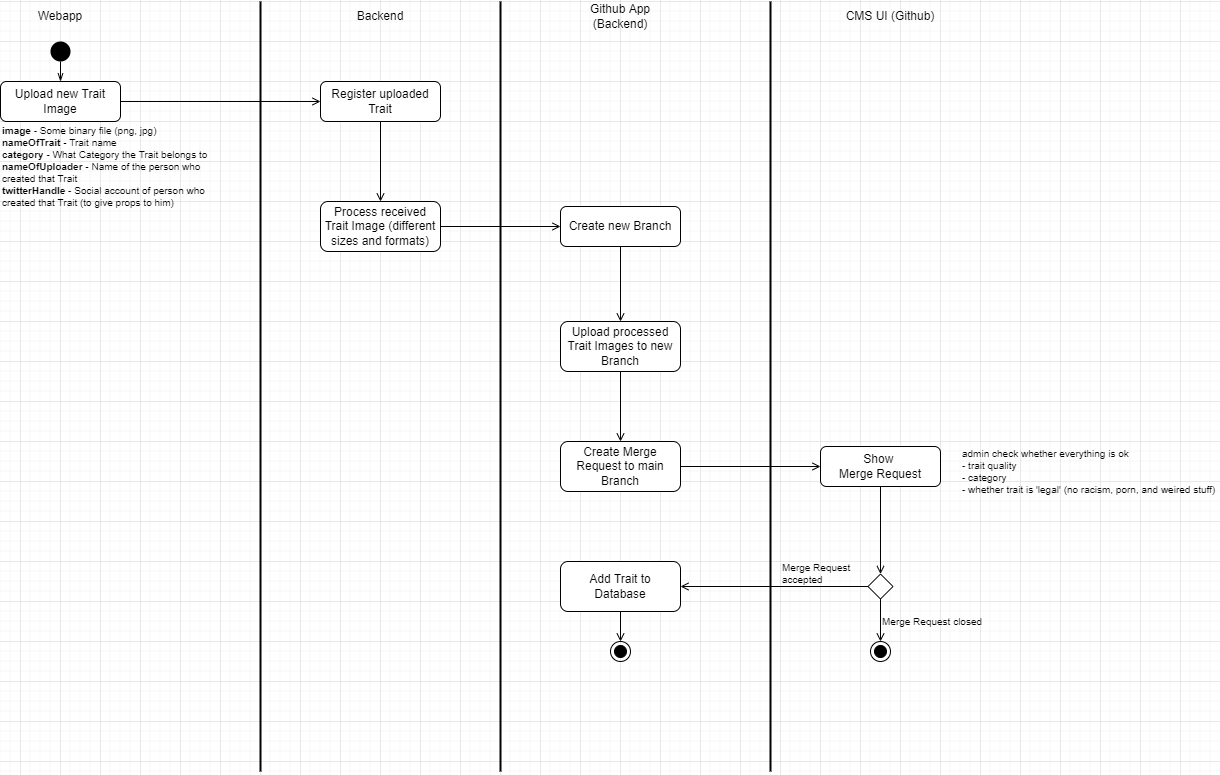 Webapp
Backend
Github App
(Backend)
CMS UI (Github)
Upload new Trait
Image
Register uploaded
Trait
image - Some binary file (png, jpg)
nameOfTrait - Trait name
category - What Category the Trait belongs to
nameOfUploader - Name of the person who
created that Trait
twitterHandle - Social account of person who
created that Trait (to give props to him)
Process received
Trait Image (different
sizes and formats)
Create new Branch
Upload processed
Trait Images to new
Branch
Create Merge
Request to main
Branch
Show
Merge Request
admin check whether everything is ok
- trait quality
- category
- whether trait is 'legal' (no racism, porn, and weired stuff)
Merge Request
accepted
Add Trait to
Database
Merge Request closed